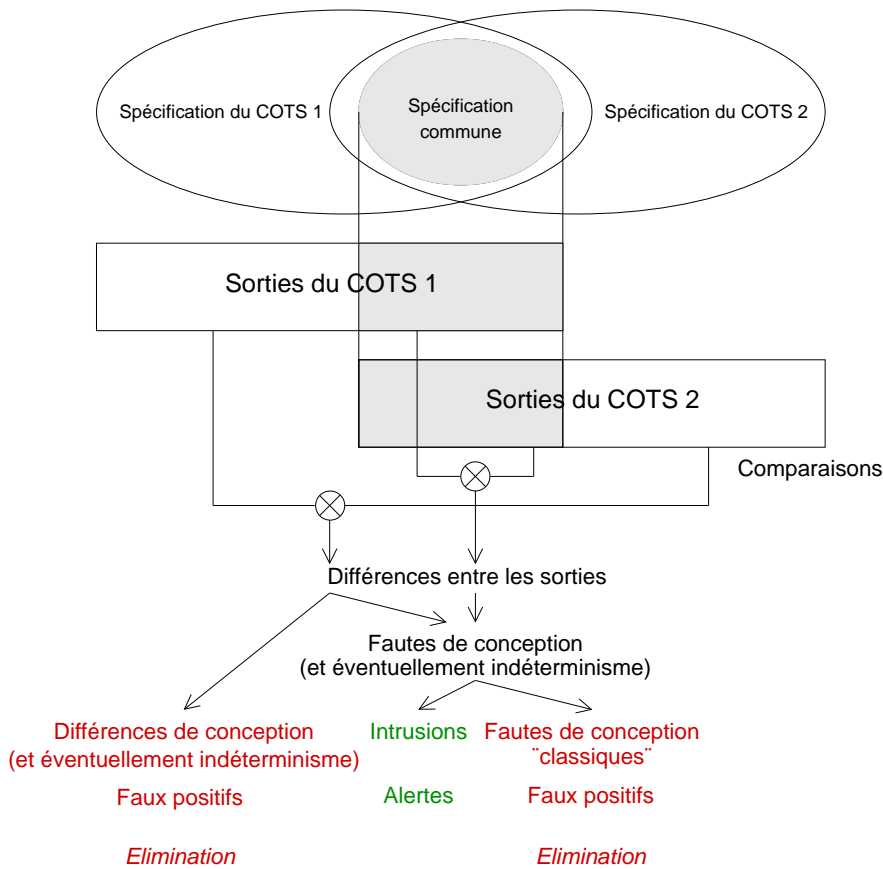 Spécification du COTS 1
Spécification
commune
Spécification du COTS 2
Sorties du COTS 1
Sorties du COTS 2
Comparaisons
Différences entre les sorties
Fautes de conception
(et éventuellement indéterminisme)
Différences de conception
(et éventuellement indéterminisme)
Faux positifs
Elimination
Intrusions
Alertes
Fautes de conception
¨classiques¨
Faux positifs
Elimination